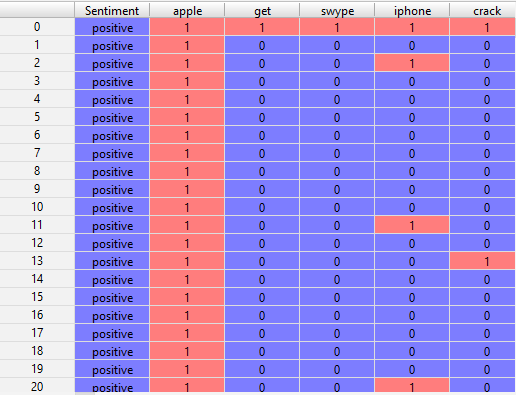 Sentiment apple get swype iphone crack
0 positive 1 1 1 1 1
1 positive 1 0 0 0 0
2 positive 1 0 0 1 0
3 positive 1 0 0 0 0
4 positive 1 0 0 0 0
5 positive 1 0 0 0 0
6 positive 1 0 0 0 0
7 positive 1 0 0 0 0
8 positive 1 0 0 0 0
9 positive 1 0 0 0 0
10 positive 1 0 0 0 0
11 positive 1 0 0 1 0
12 positive 1 0 0 0 0
13 positive 1 0 0 0 1
14 positive 1 0 0 0 0
15 positive 1 0 0 0 0
16 positive 1 0 0 0 0
17 positive 1 0 0 0 0
18 positive 1 0 0 0 0
19 positive 1 0 0 0 0
20 positive 1 0 0 1 0